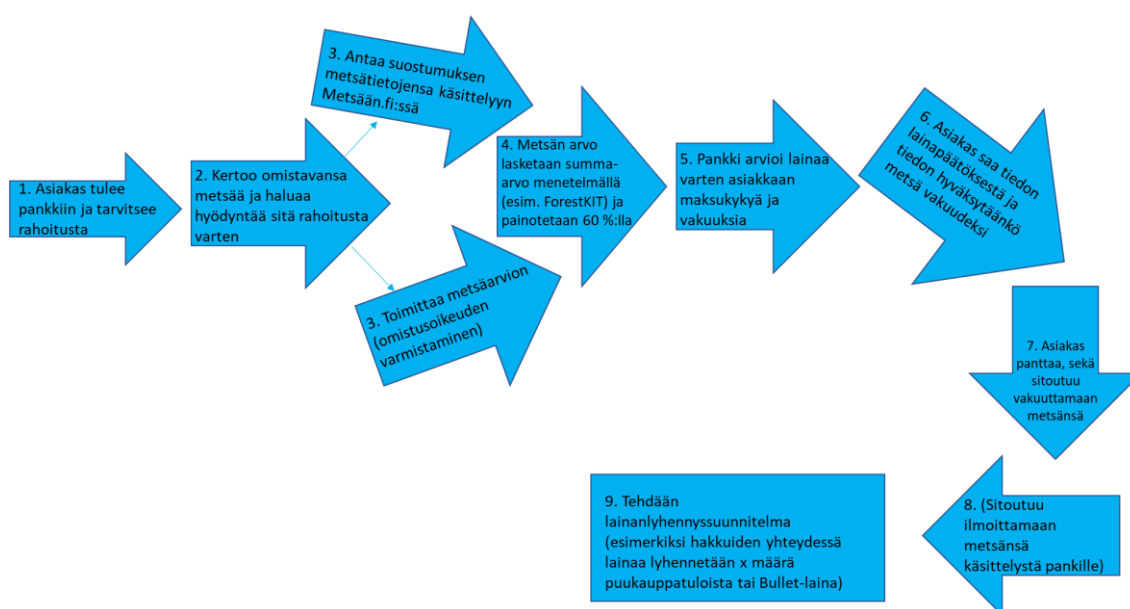 1. Asiakas tulee
pankkiin ja tarvitsee
rahoitusta
2. Kertoo omistavansa
metsää ja haluaa
hyödyntää sitä rahoitusta
varten
3. Antaa suostumuksen
metsätietojensa käsittelyyn
Metsään.fi:ssä
3. Toimittaa metsäarvion
(omistusoikeuden
varmistaminen)
4. Metsän arvo
lasketaan summa-
arvo menetelmällä
(esim. ForestKIT) ja
painotetaan 60 %:lla
5. Pankki arvioi lainaa
varten asiakkaan
maksukykyä ja
vakuuksia
6. Asiakas saa tiedon
lainapäätöksestä ja
tiedon hyväksytäänkö
metsä vakuudeksi
7. Asiakas
panttaa, sekä
sitoutuu
vakuuttamaan
metsänsä
8. (Sitoutuu
ilmoittamaan
metsänsä
käsittelystä pankille)
9. Tehdään
lainanlyhennyssuunnitelma
(esimerkiksi hakkuiden yhteydessä
lainaa lyhennetään x määrä
puukauppatuloista tai Bullet-laina)